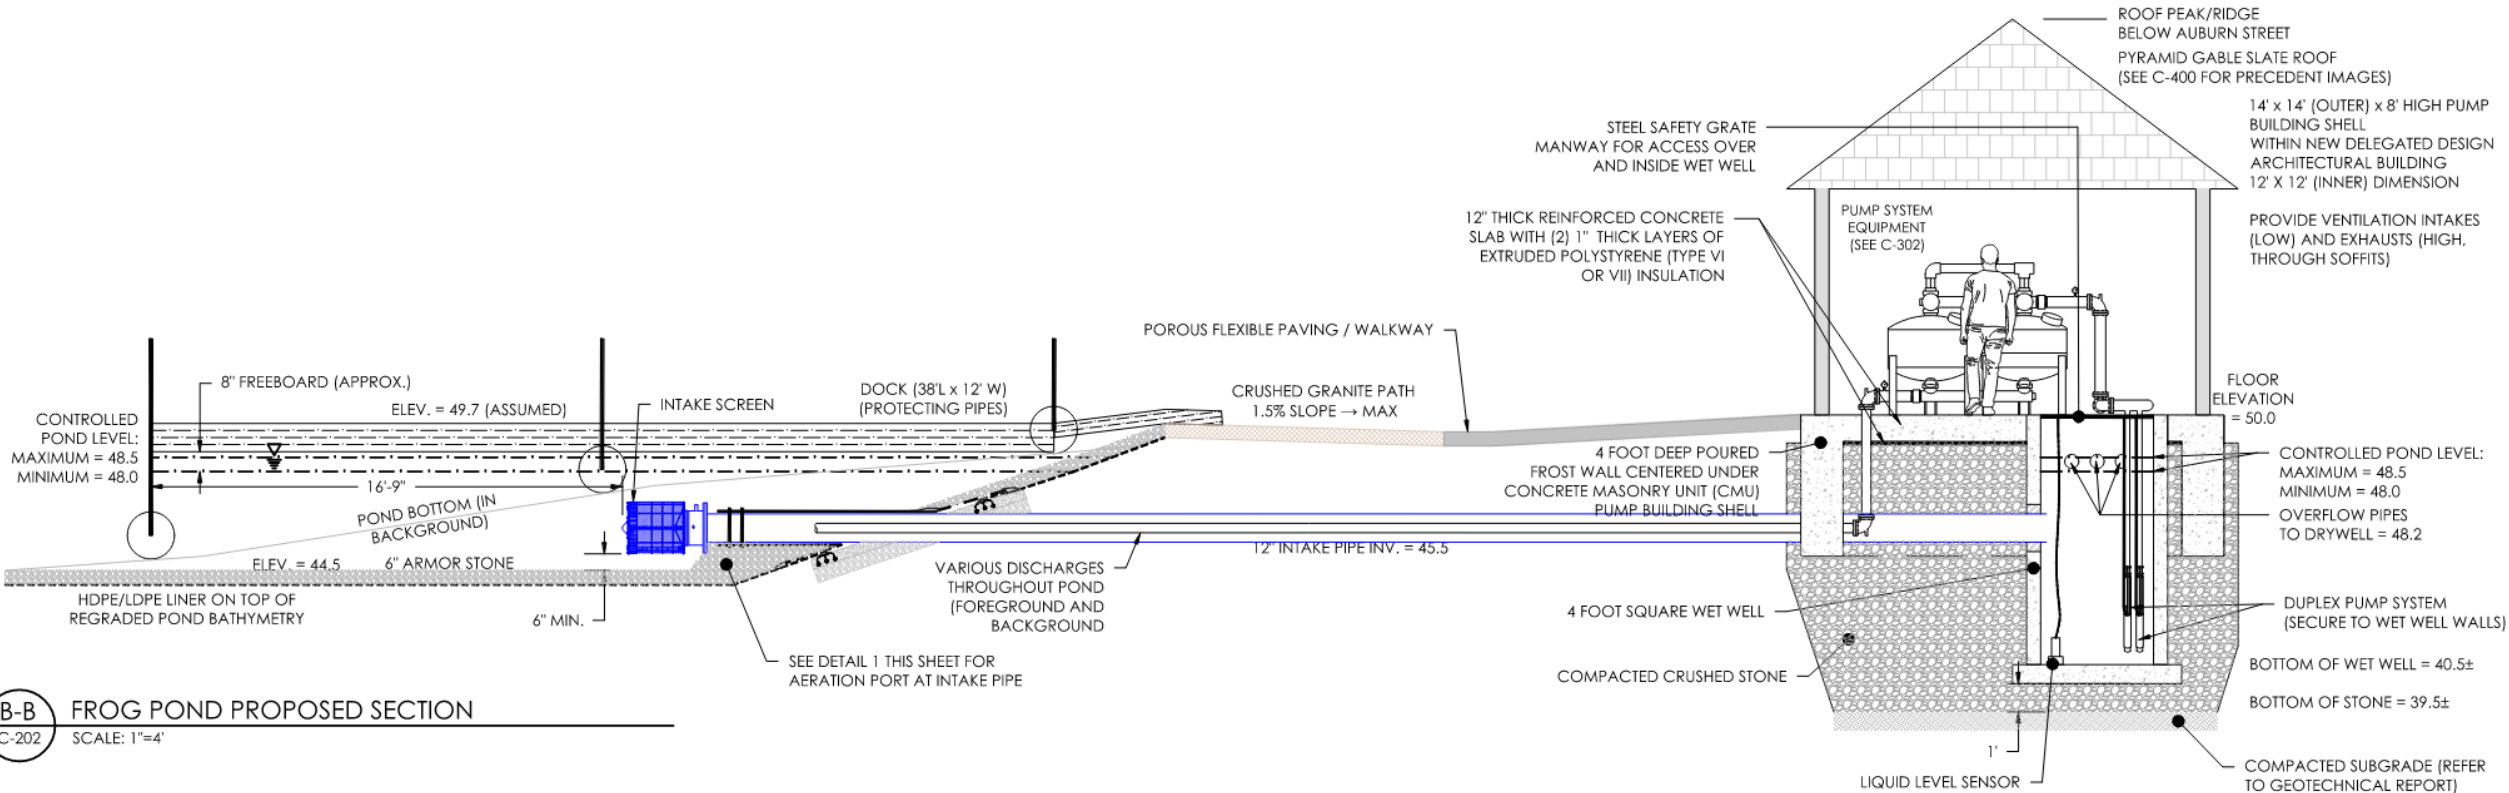 ROOF PEAK/RIDGE
BELOW AUBURN STREET
PYRAMID GABLE SLATE ROOF
(SEE C-400 FOR PRECEDENT IMAGES)
14' x 14' (OUTER) x 8' HIGH PUMP
BUILDING SHELL
WITHIN NEW DELEGATED DESIGN
ARCHITECTURAL BUILDING
12' X 12' (INNER) DIMENSION
PROVIDE VENTILATION INTAKES
(LOW) AND EXHAUSTS (HIGH,
THROUGH SOFFITS)
STEEL SAFETY GRATE
MANWAY FOR ACCESS OVER
AND INSIDE WET WELL
12" THICK REINFORCED CONCRETE
SLAB WITH (2) 1" THICK LAYERS OF
EXTRUDED POLYSTYRENE (TYPE VI
OR VII) INSULATION
PUMP SYSTEM
EQUIPMENT
(SEE C-302)
POROUS FLEXIBLE PAVING / WALKWAY
8" FREEBOARD (APPROX.)
ELEV. = 49.7 (ASSUMED)
CONTROLLED
POND LEVEL:
MAXIMUM = 48.5
MINIMUM = 48.0
16'-9"
INTAKE SCREEN
DOCK (38'L x 12' W)
(PROTECTING PIPES)
CRUSHED GRANITE PATH
1.5% SLOPE → MAX
FLOOR
ELEVATION
= 50.0
4 FOOT DEEP POURED
FROST WALL CENTERED UNDER
CONCRETE MASONRY UNIT (CMU)
PUMP BUILDING SHELL
CONTROLLED POND LEVEL:
MAXIMUM = 48.5
MINIMUM = 48.0
OVERFLOW PIPES
TO DRYWELL = 48.2
POND BOTTOM (IN
BACKGROUND)
ELEV. = 44.5
6" ARMOR STONE
12" INTAKE PIPE INV. = 45.5
HDPE/LDPE LINER ON TOP OF
REGRADED POND BATHYMETRY
6" MIN.
VARIOUS DISCHARGES
THROUGHOUT POND
(FOREGROUND AND
BACKGROUND
SEE DETAIL 1 THIS SHEET FOR
AERATION PORT AT INTAKE PIPE
4 FOOT SQUARE WET WELL
COMPACTED CRUSHED STONE
DUPLEX PUMP SYSTEM
(SECURE TO WET WELL WALLS)
BOTTOM OF WET WELL = 40.5±
BOTTOM OF STONE = 39.5±
1'
LIQUID LEVEL SENSOR
COMPACTED SUBGRADE (REFER
TO GEOTECHNICAL REPORT)
B-B
C-202
FROG POND PROPOSED SECTION
SCALE: 1"=4'